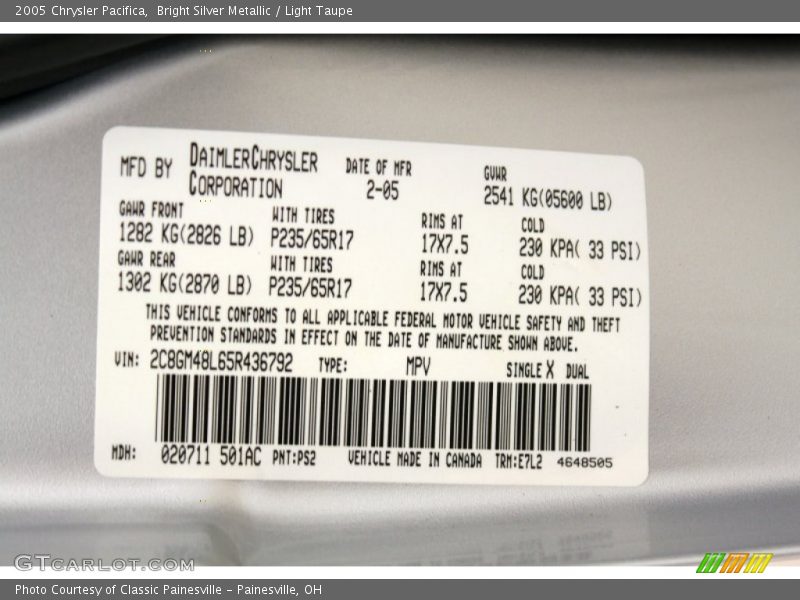 2005 Chrysler Pacifica, Bright Silver Metallic / Light Taupe
MFD BY DAIMLERCHRYSLER CORPORATION
DATE OF MFR 2-05
GVWR 2541 KG(05600 LB)
GAWR FRONT WITH TIRES RIMS AT COLD
1282 KG(2826 LB) P235/65R17 17X7.5 230 KPA( 33 PSI)
GAWR REAR WITH TIRES RIMS AT COLD
1302 KG(2870 LB) P235/65R17 17X7.5 230 KPA( 33 PSI)
THIS VEHICLE CONFORMS TO ALL APPLICABLE FEDERAL MOTOR VEHICLE SAFETY AND THEFT
PREVENTION STANDARDS IN EFFECT ON THE DATE OF MANUFACTURE SHOWN ABOVE.
VIN: 2C8GM48L65R436792 TYPE: MPV SINGLE X DUAL
MDH: 020711 501AC PNT:PS2 VEHICLE MADE IN CANADA TRM:E7L2 4648505
GTCARLOT.COM
Photo Courtesy of Classic Painesville - Painesville, OH